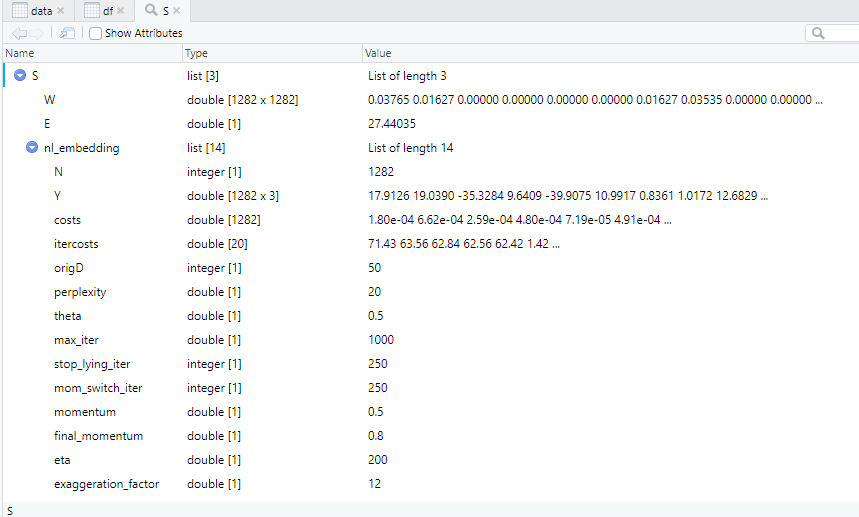 data df S
Show Attributes
Name Type Value
S list [3] List of length 3
W double [1282 x 1282] 0.03765 0.01627 0.00000 0.00000 0.00000 0.00000 0.01627 0.03535 0.00000 0.00000 ...
E double [1] 27.44035
nl_embedding list [14] List of length 14
N integer [1] 1282
Y double [1282 x 3] 17.9126 19.0390 -35.3284 9.6409 -39.9075 10.9917 0.8361 1.0172 12.6829 ...
costs double [1282] 1.80e-04 6.62e-04 2.59e-04 4.80e-04 7.19e-05 4.91e-04 ...
itercosts double [20] 71.43 63.56 62.84 62.56 62.42 1.42 ...
origD integer [1] 50
perplexity double [1] 20
theta double [1] 0.5
max_iter double [1] 1000
stop_lying_iter integer [1] 250
mom_switch_iter integer [1] 250
momentum double [1] 0.5
final_momentum double [1] 0.8
eta double [1] 200
exaggeration_factor double [1] 12
S